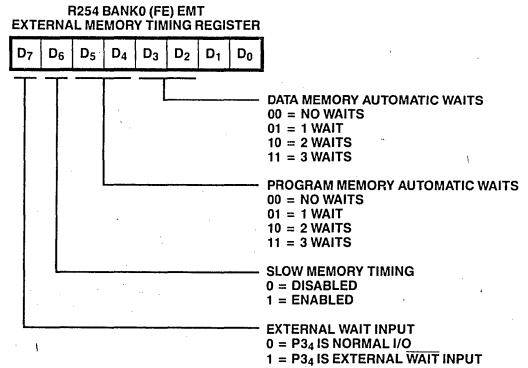 R254 BANK0 (FE) EMT
EXTERNAL MEMORY TIMING REGISTER
D7 D6 D5 D4 D3 D2 D1 D0
DATA MEMORY AUTOMATIC WAITS
00 = NO WAITS
01 = 1 WAIT
10 = 2 WAITS
11 = 3 WAITS
PROGRAM MEMORY AUTOMATIC WAITS
00 = NO WAITS
01 = 1 WAIT
10 = 2 WAITS
11 = 3 WAITS
SLOW MEMORY TIMING
0 = DISABLED
1 = ENABLED
EXTERNAL WAIT INPUT
0 = P34 IS NORMAL I/O
1 = P34 IS EXTERNAL WAIT INPUT